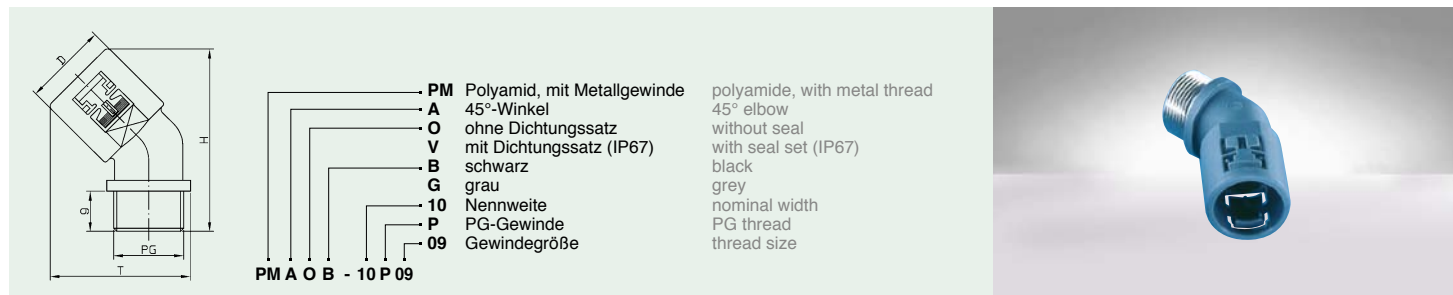 D
H
g
PG
T
PM Polyamid, mit Metallgewinde polyamide, with metal thread
A 45°-Winkel 45° elbow
O ohne Dichtungssatz without seal
V mit Dichtungssatz (IP67) with seal set (IP67)
B schwarz black
G grau grey
10 Nennweite nominal width
P PG-Gewinde PG thread
09 Gewindegröße thread size
PM A O B - 10 P 09